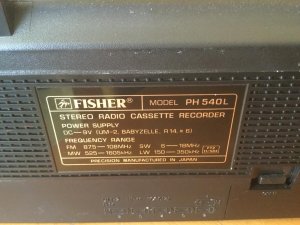 FISHER® MODEL PH 540 L
STEREO RADIO CASSETTE RECORDER
POWER SUPPLY
DC⎓9V (UM-2, BABYZELLE, R14 × 6)
FREQUENCY RANGE
FM 87.5 – 108MHz SW 6 – 18MHz
MW 525 – 1605kHz LW 150 – 350kHz
PRECISION MANUFACTURED IN JAPAN